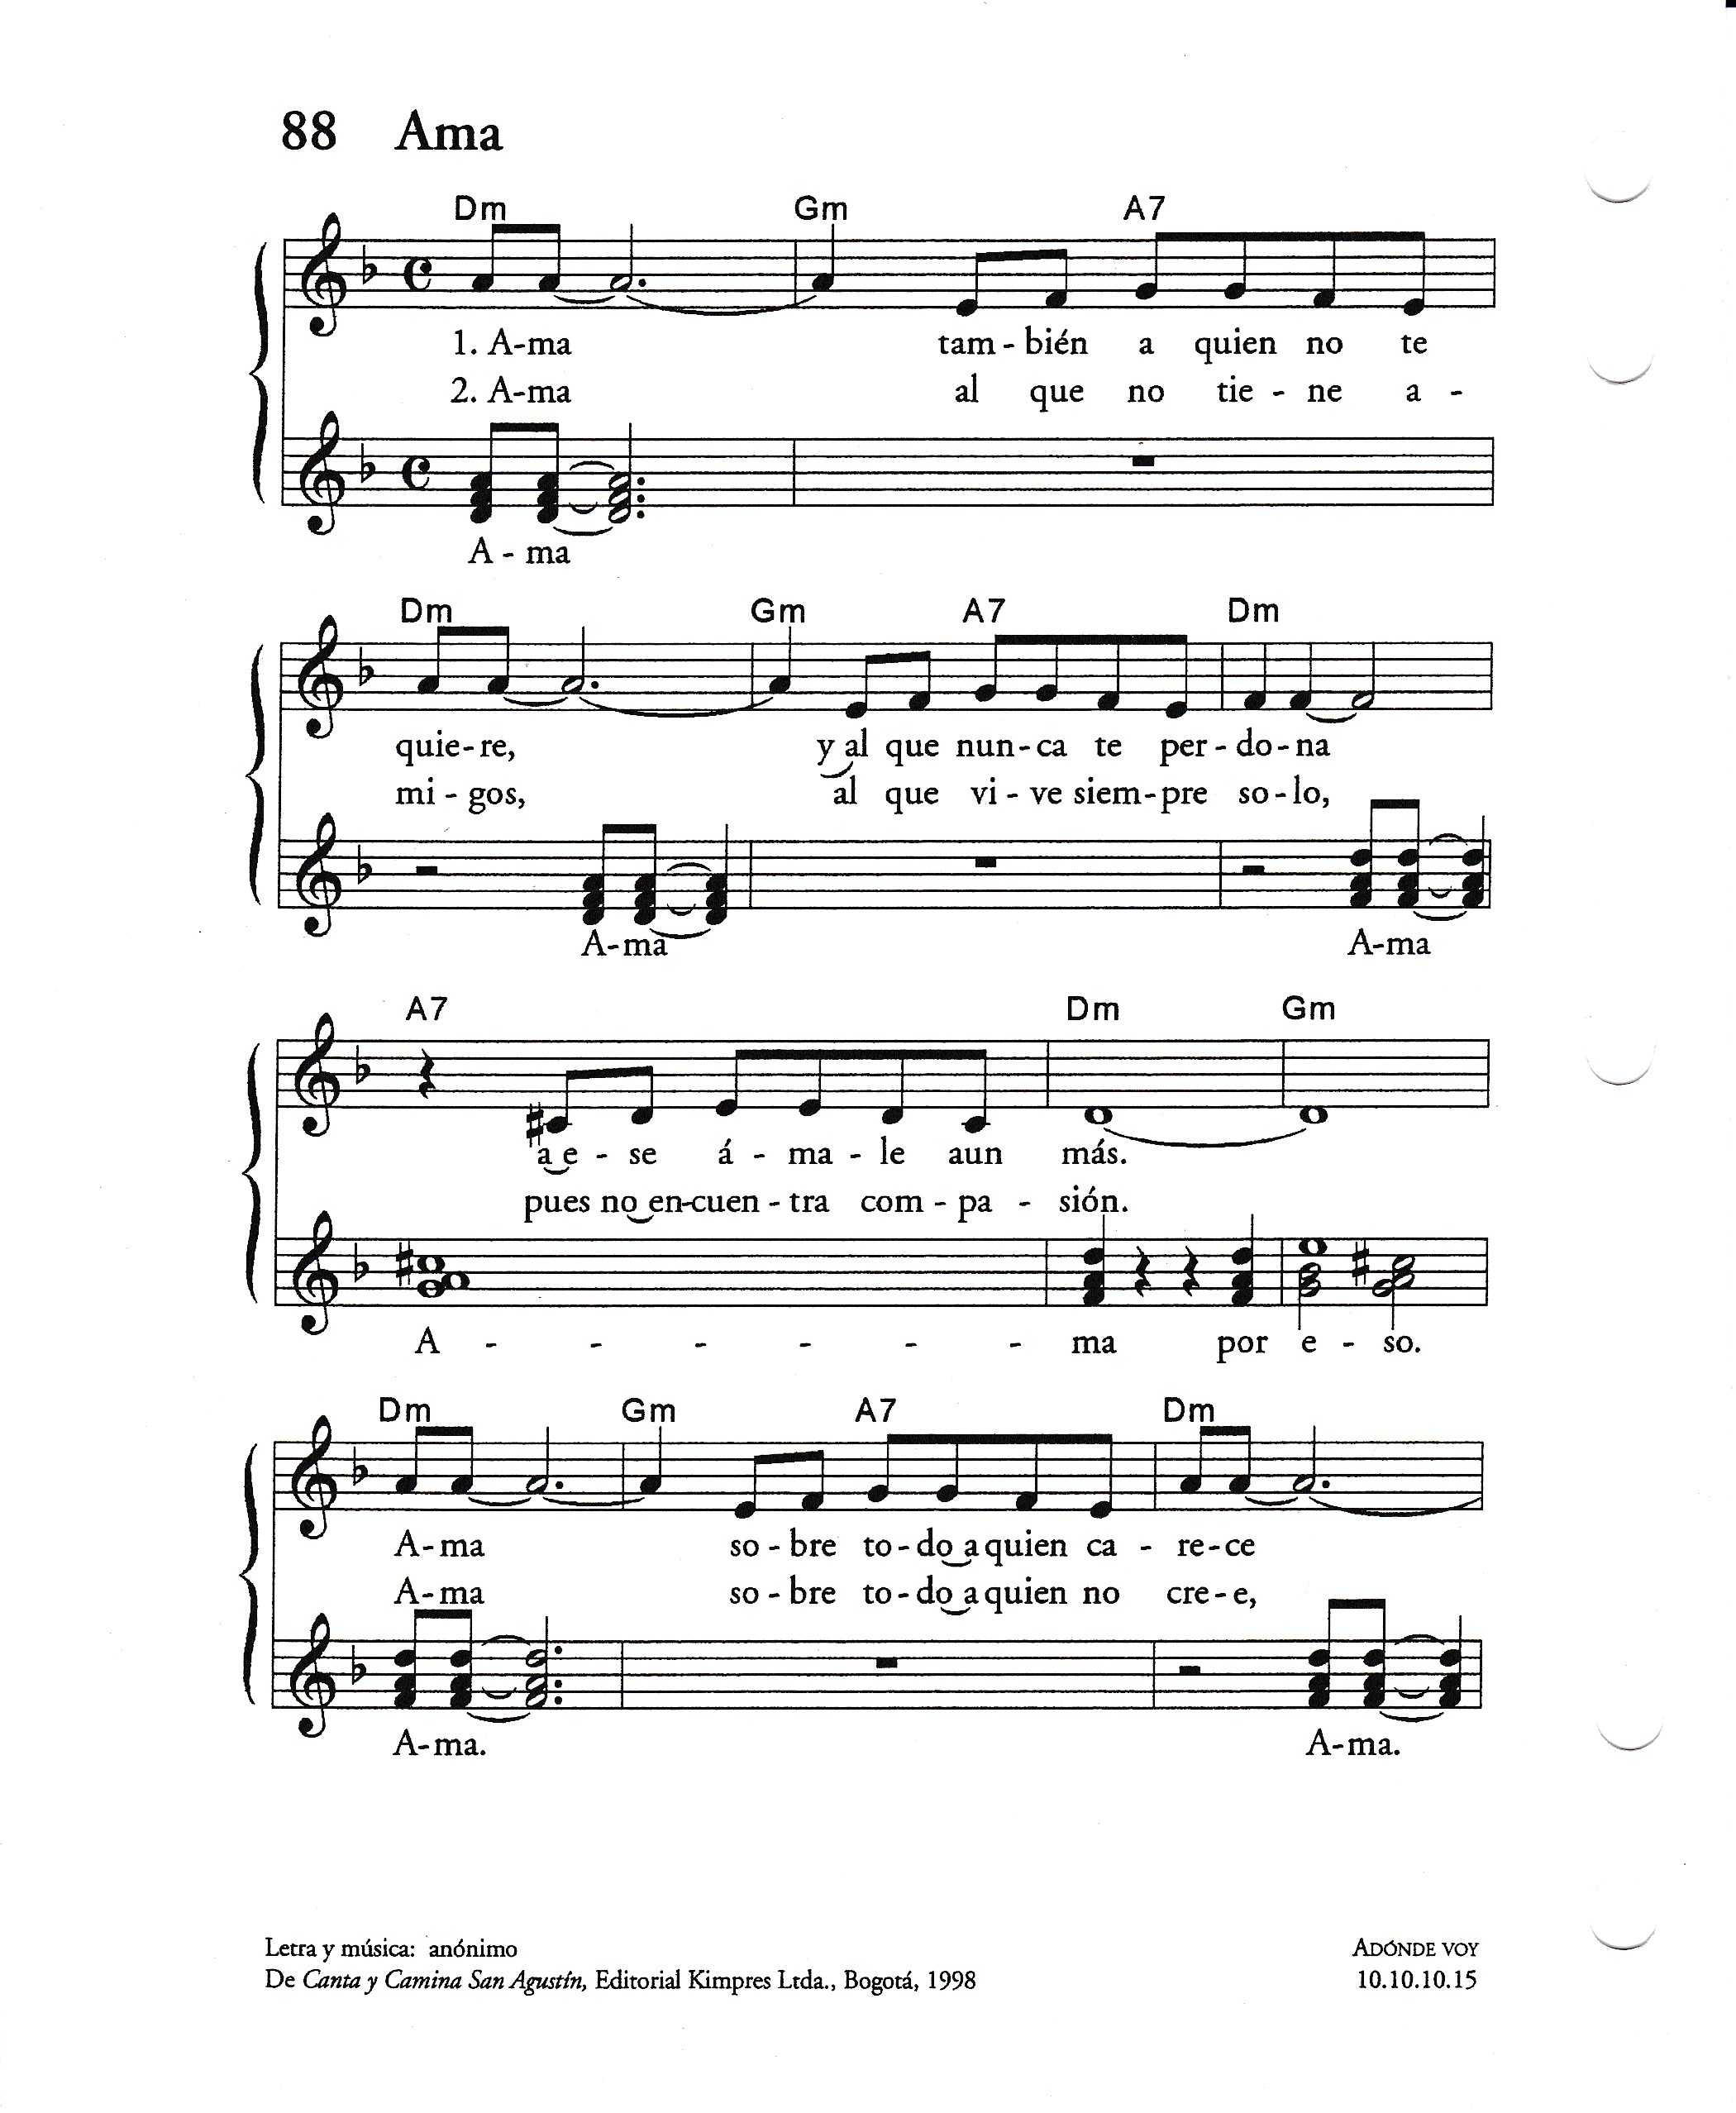 88 Ama
Dm Gm A7
1. A-ma tam - bién a quien no te
2. A-ma al que no tie - ne a -
A - ma
Dm Gm A7 Dm
quie-re, y al que nun-ca te per-do-na
mi - gos, al que vi - ve siem-pre so-lo,
A-ma A-ma
A7 Dm Gm
a e - se á - ma - le aun más.
pues no en-cuen - tra com - pa - sión.
A - - - - - - ma por e - so.
Dm Gm A7 Dm
A-ma so - bre to - do a quien ca - re-ce
A-ma so - bre to - do a quien no cre-e,
A-ma. A-ma.
Letra y música: anónimo
De Canta y Camina San Agustín, Editorial Kimpres Ltda., Bogotá, 1998
ADÓNDE VOY
10.10.10.15